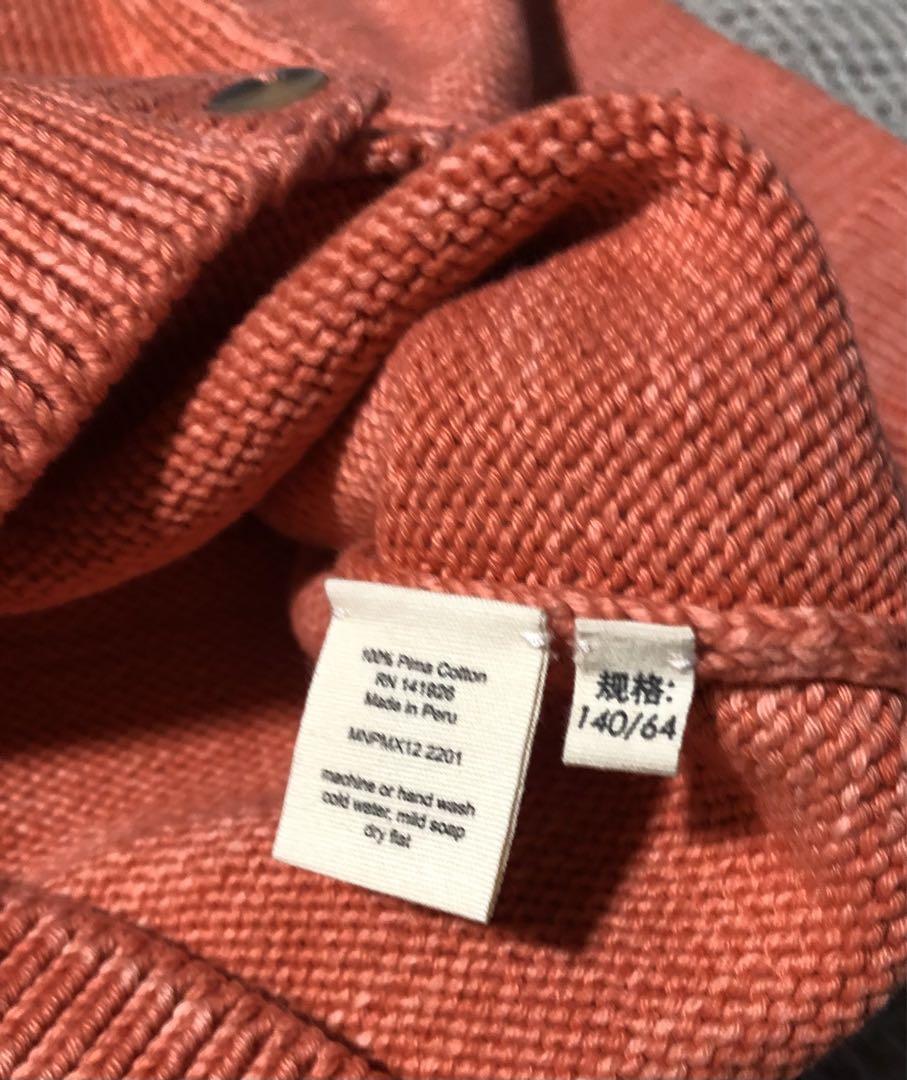 100% Pima Cotton
RN 141926
Made in Peru
MNPMX12 2201
machine or hand wash
cold water, mild soap
dry flat
规格:
140/64